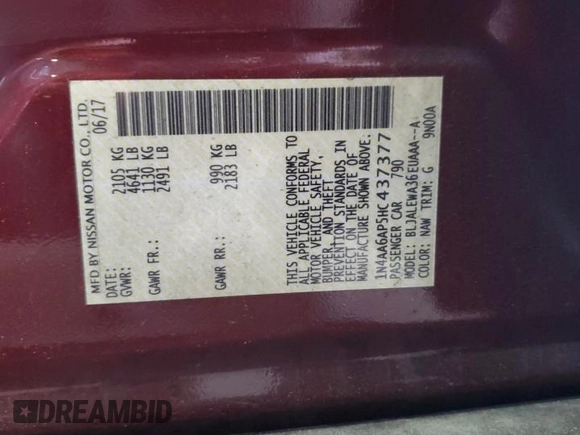 MFD BY NISSAN MOTOR CO., LTD.
DATE: 06/17
GVWR: 2105 KG
4641 LB
GAWR FR.: 1130 KG
2491 LB
GAWR RR.: 990 KG
2183 LB
THIS VEHICLE CONFORMS TO
ALL APPLICABLE FEDERAL
MOTOR VEHICLE SAFETY,
BUMPER, AND THEFT
PREVENTION STANDARDS IN
EFFECT ON THE DATE OF
MANUFACTURE SHOWN ABOVE.
1N4AA6AP5HC437377
PASSENGER CAR 790
MODEL: BLJALEWA36EUAAA--A
COLOR: NAW TRIM: G 9N00A
DREAMBID